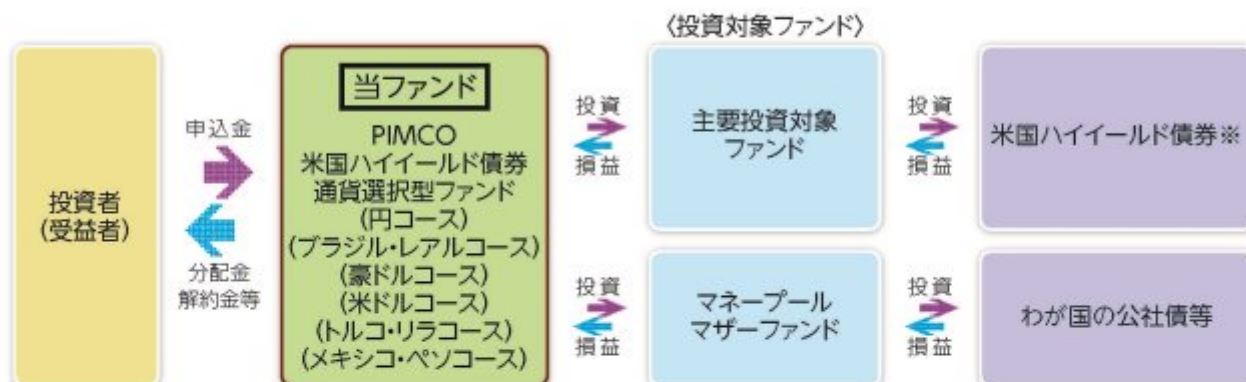 〈投資対象ファンド〉
投資者
(受益者)
申込金
分配金
解約金等
当ファンド
PIMCO
米国ハイイールド債券
通貨選択型ファンド
(円コース)
(ブラジル・レアルコース)
(豪ドルコース)
(米ドルコース)
(トルコ・リラコース)
(メキシコ・ペソコース)
投資
損益
主要投資対象
ファンド
投資
損益
米国ハイイールド債券※
投資
損益
マネープール
マザーファンド
投資
損益
わが国の公社債等